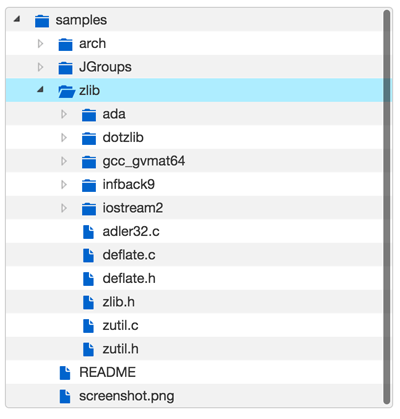 samples
arch
JGroups
zlib
ada
dotzlib
gcc_gvmat64
infback9
iostream2
adler32.c
deflate.c
deflate.h
zlib.h
zutil.c
zutil.h
README
screenshot.png